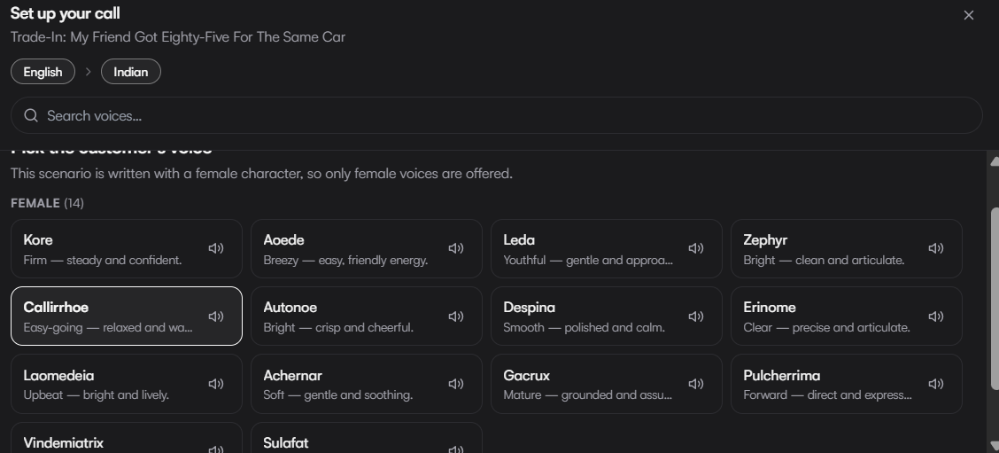 Set up your call
Trade-In: My Friend Got Eighty-Five For The Same Car
English > Indian
Search voices...
Pick the customer's voice
This scenario is written with a female character, so only female voices are offered.
FEMALE (14)
Kore
Firm — steady and confident.
Aoede
Breezy — easy, friendly energy.
Leda
Youthful — gentle and approa...
Zephyr
Bright — clean and articulate.
Callirrhoe
Easy-going — relaxed and wa...
Autonoe
Bright — crisp and cheerful.
Despina
Smooth — polished and calm.
Erinome
Clear — precise and articulate.
Laomedeia
Upbeat — bright and lively.
Achernar
Soft — gentle and soothing.
Gacrux
Mature — grounded and assu...
Pulcherrima
Forward — direct and express...
Vindemiatrix
Sulafat